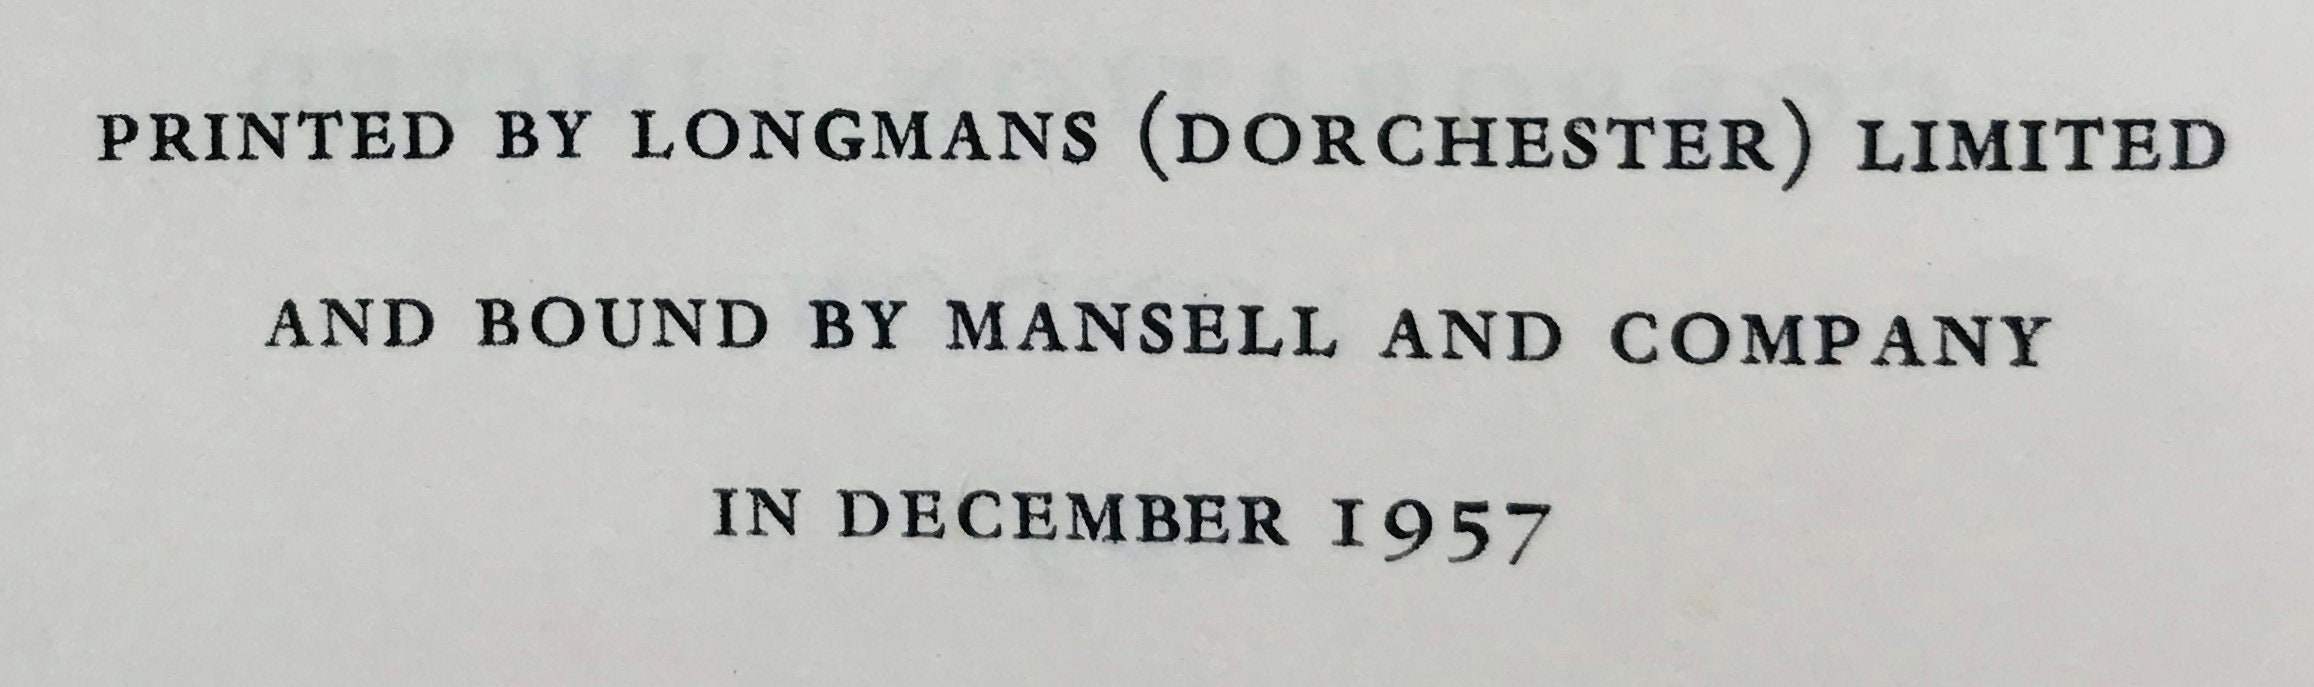 PRINTED BY LONGMANS (DORCHESTER) LIMITED
AND BOUND BY MANSELL AND COMPANY
IN DECEMBER 1957